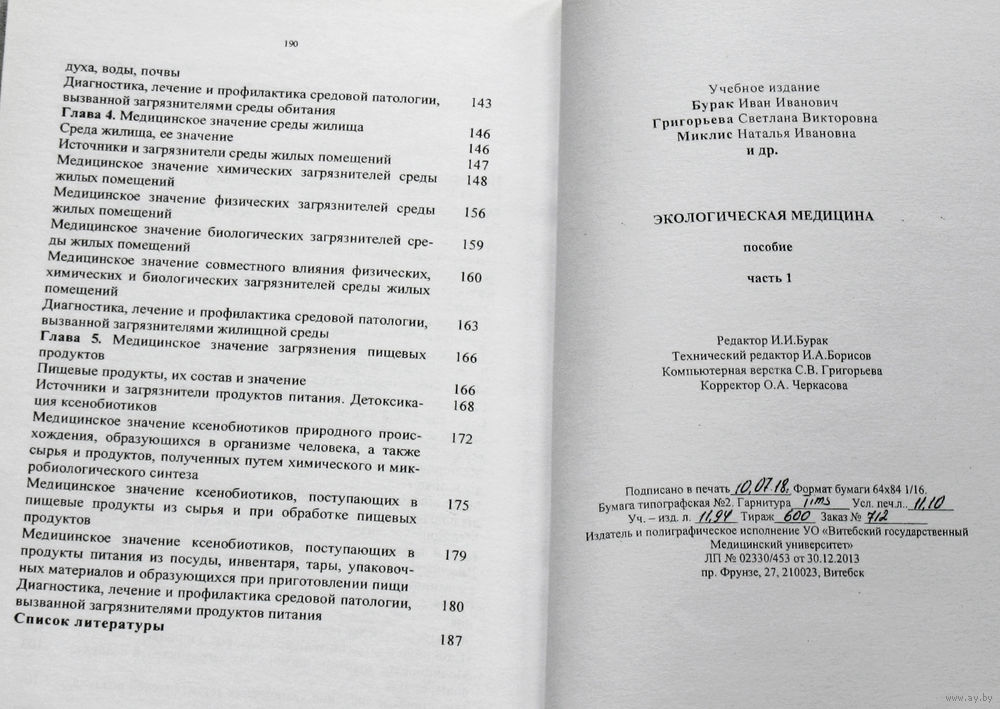 190
духа, воды, почвы
Диагностика, лечение и профилактика средовой патологии, 143
вызванной загрязнителями среды обитания
Глава 4. Медицинское значение среды жилища 146
Среда жилища, ее значение 146
Источники и загрязнители среды жилых помещений 147
Медицинское значение химических загрязнителей среды 148
жилых помещений
Медицинское значение физических загрязнителей среды 156
жилых помещений
Медицинское значение биологических загрязнителей сре- 159
ды жилых помещений
Медицинское значение совместного влияния физических, 160
химических и биологических загрязнителей среды жилых
помещений
Диагностика, лечение и профилактика средовой патологии, 163
вызванной загрязнителями жилищной среды
Глава 5. Медицинское значение загрязнения пищевых 166
продуктов
Пищевые продукты, их состав и значение 166
Источники и загрязнители продуктов питания. Детоксика- 168
ция ксенобиотиков
Медицинское значение ксенобиотиков природного проис- 172
хождения, образующихся в организме человека, а также
сырья и продуктов, полученных путем химического и мик-
робиологического синтеза
Медицинское значение ксенобиотиков, поступающих в 175
пищевые продукты из сырья и при обработке пищевых
продуктов
Медицинское значение ксенобиотиков, поступающих в 179
продукты питания из посуды, инвентаря, тары, упаковоч-
ных материалов и образующихся при приготовлении пищи
Диагностика, лечение и профилактика средовой патологии, 180
вызванной загрязнителями продуктов питания
Список литературы 187
Учебное издание
Бурак Иван Иванович
Григорьева Светлана Викторовна
Миклис Наталья Ивановна
и др.
ЭКОЛОГИЧЕСКАЯ МЕДИЦИНА
пособие
часть 1
Редактор И.И.Бурак
Технический редактор И.А.Борисов
Компьютерная верстка С.В. Григорьева
Корректор О.А. Черкасова
Подписано в печать 10.07.18. Формат бумаги 64х84 1/16.
Бумага типографская №2. Гарнитура Tims Усл. печ.л.. 11,10
Уч. – изд. л. 11,94 Тираж 600 Заказ № 712
Издатель и полиграфическое исполнение УО «Витебский государственный
Медицинский университет»
ЛП № 02330/453 от 30.12.2013
пр. Фрунзе, 27, 210023, Витебск
www.ay.by